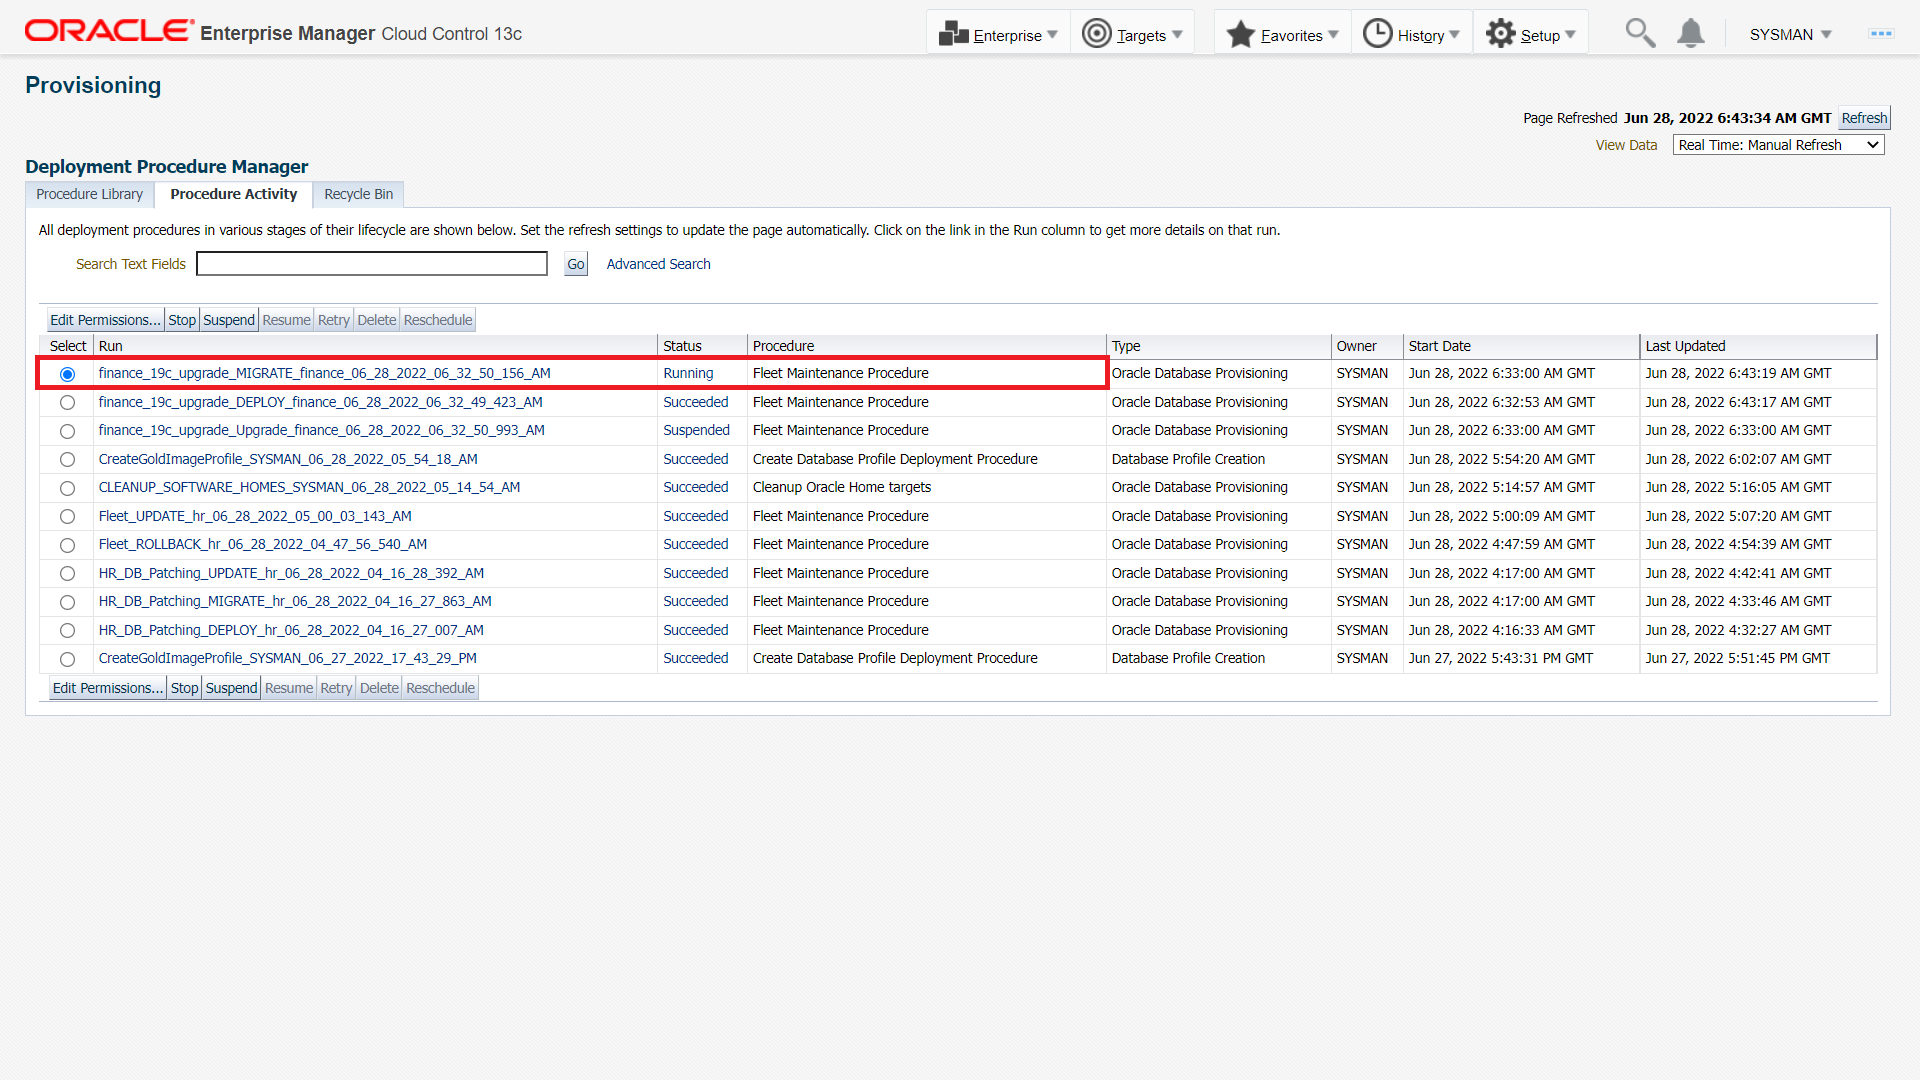 ORACLE Enterprise Manager Cloud Control 13c Enterprise Targets Favorites History Setup SYSMAN
Provisioning
Page Refreshed Jun 28, 2022 6:43:34 AM GMT Refresh
View Data Real Time: Manual Refresh
Deployment Procedure Manager
Procedure Library Procedure Activity Recycle Bin
All deployment procedures in various stages of their lifecycle are shown below. Set the refresh settings to update the page automatically. Click on the link in the Run column to get more details on that run.
Search Text Fields Go Advanced Search
Edit Permissions... Stop Suspend Resume Retry Delete Reschedule
Select Run Status Procedure Type Owner Start Date Last Updated
finance_19c_upgrade_MIGRATE_finance_06_28_2022_06_32_50_156_AM Running Fleet Maintenance Procedure Oracle Database Provisioning SYSMAN Jun 28, 2022 6:33:00 AM GMT Jun 28, 2022 6:43:19 AM GMT
finance_19c_upgrade_DEPLOY_finance_06_28_2022_06_32_49_423_AM Succeeded Fleet Maintenance Procedure Oracle Database Provisioning SYSMAN Jun 28, 2022 6:32:53 AM GMT Jun 28, 2022 6:43:17 AM GMT
finance_19c_upgrade_Upgrade_finance_06_28_2022_06_32_50_993_AM Suspended Fleet Maintenance Procedure Oracle Database Provisioning SYSMAN Jun 28, 2022 6:33:00 AM GMT Jun 28, 2022 6:33:00 AM GMT
CreateGoldImageProfile_SYSMAN_06_28_2022_05_54_18_AM Succeeded Create Database Profile Deployment Procedure Database Profile Creation SYSMAN Jun 28, 2022 5:54:20 AM GMT Jun 28, 2022 6:02:07 AM GMT
CLEANUP_SOFTWARE_HOMES_SYSMAN_06_28_2022_05_14_54_AM Succeeded Cleanup Oracle Home targets Oracle Database Provisioning SYSMAN Jun 28, 2022 5:14:57 AM GMT Jun 28, 2022 5:16:05 AM GMT
Fleet_UPDATE_hr_06_28_2022_05_00_03_143_AM Succeeded Fleet Maintenance Procedure Oracle Database Provisioning SYSMAN Jun 28, 2022 5:00:09 AM GMT Jun 28, 2022 5:07:20 AM GMT
Fleet_ROLLBACK_hr_06_28_2022_04_47_56_540_AM Succeeded Fleet Maintenance Procedure Oracle Database Provisioning SYSMAN Jun 28, 2022 4:47:59 AM GMT Jun 28, 2022 4:54:39 AM GMT
HR_DB_Patching_UPDATE_hr_06_28_2022_04_16_28_392_AM Succeeded Fleet Maintenance Procedure Oracle Database Provisioning SYSMAN Jun 28, 2022 4:17:00 AM GMT Jun 28, 2022 4:42:41 AM GMT
HR_DB_Patching_MIGRATE_hr_06_28_2022_04_16_27_863_AM Succeeded Fleet Maintenance Procedure Oracle Database Provisioning SYSMAN Jun 28, 2022 4:17:00 AM GMT Jun 28, 2022 4:33:46 AM GMT
HR_DB_Patching_DEPLOY_hr_06_28_2022_04_16_27_007_AM Succeeded Fleet Maintenance Procedure Oracle Database Provisioning SYSMAN Jun 28, 2022 4:16:33 AM GMT Jun 28, 2022 4:32:27 AM GMT
CreateGoldImageProfile_SYSMAN_06_27_2022_17_43_29_PM Succeeded Create Database Profile Deployment Procedure Database Profile Creation SYSMAN Jun 27, 2022 5:43:31 PM GMT Jun 27, 2022 5:51:45 PM GMT
Edit Permissions... Stop Suspend Resume Retry Delete Reschedule